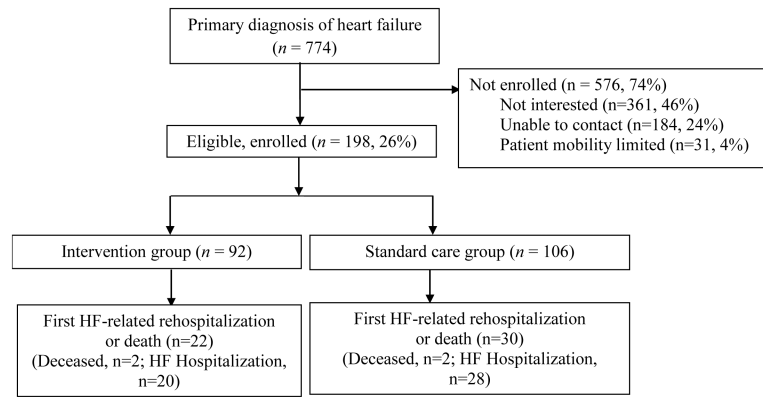 Primary diagnosis of heart failure
(n = 774)
Not enrolled (n = 576, 74%)
Not interested (n=361, 46%)
Unable to contact (n=184, 24%)
Patient mobility limited (n=31, 4%)
Eligible, enrolled (n = 198, 26%)
Intervention group (n = 92)
Standard care group (n = 106)
First HF-related rehospitalization
or death (n=22)
(Deceased, n=2; HF Hospitalization,
n=20)
First HF-related rehospitalization
or death (n=30)
(Deceased, n=2; HF Hospitalization,
n=28)